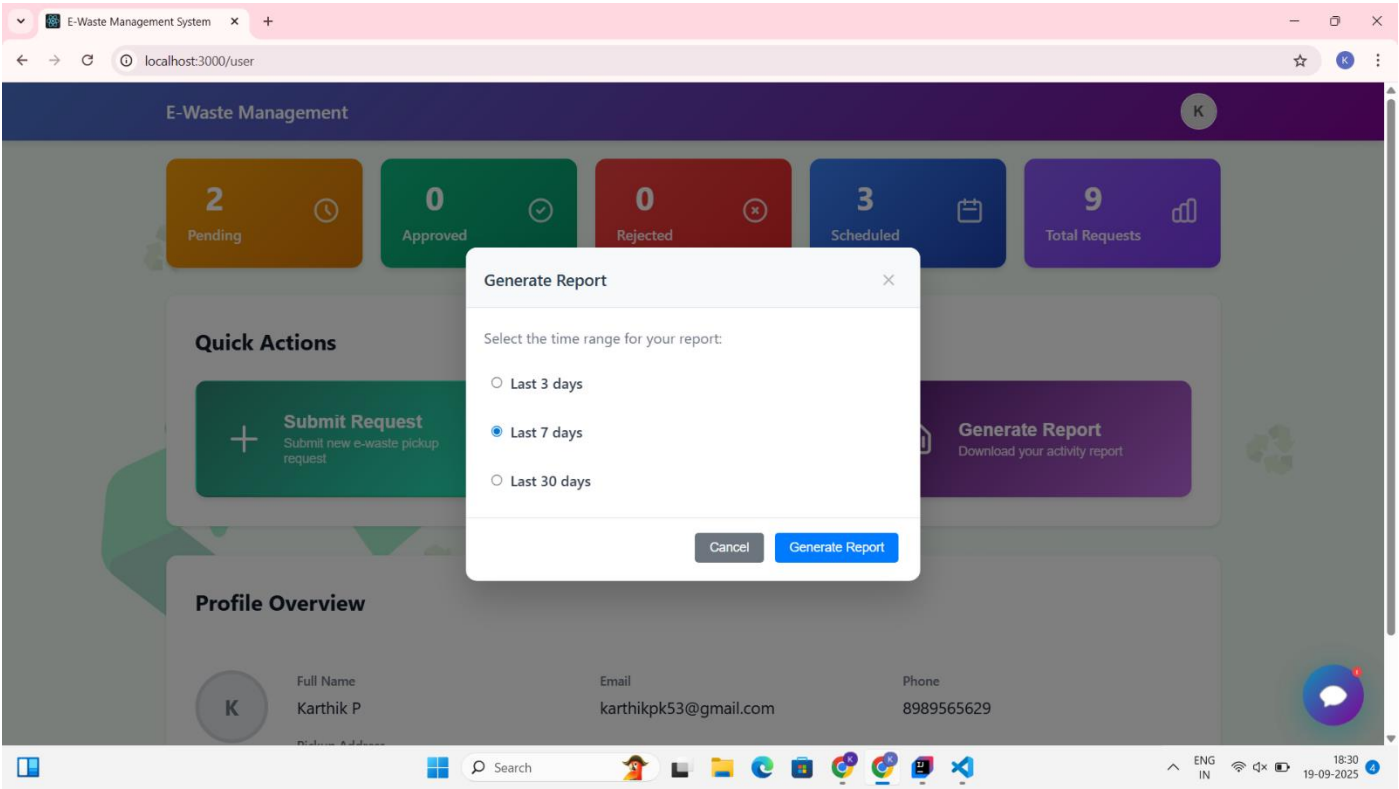 E-Waste Management System
localhost:3000/user
K
E-Waste Management
K
2
Pending
0
Approved
0
Rejected
3
Scheduled
9
Total Requests
Generate Report
Select the time range for your report:
Last 3 days
Last 7 days
Last 30 days
Cancel
Generate Report
Quick Actions
Submit Request
Submit new e-waste pickup
request
Generate Report
Download your activity report
Profile Overview
K
Full Name
Karthik P
Email
karthikpk53@gmail.com
Phone
8989565629
Pickup Address
Search
ENG
IN
18:30
19-09-2025
4